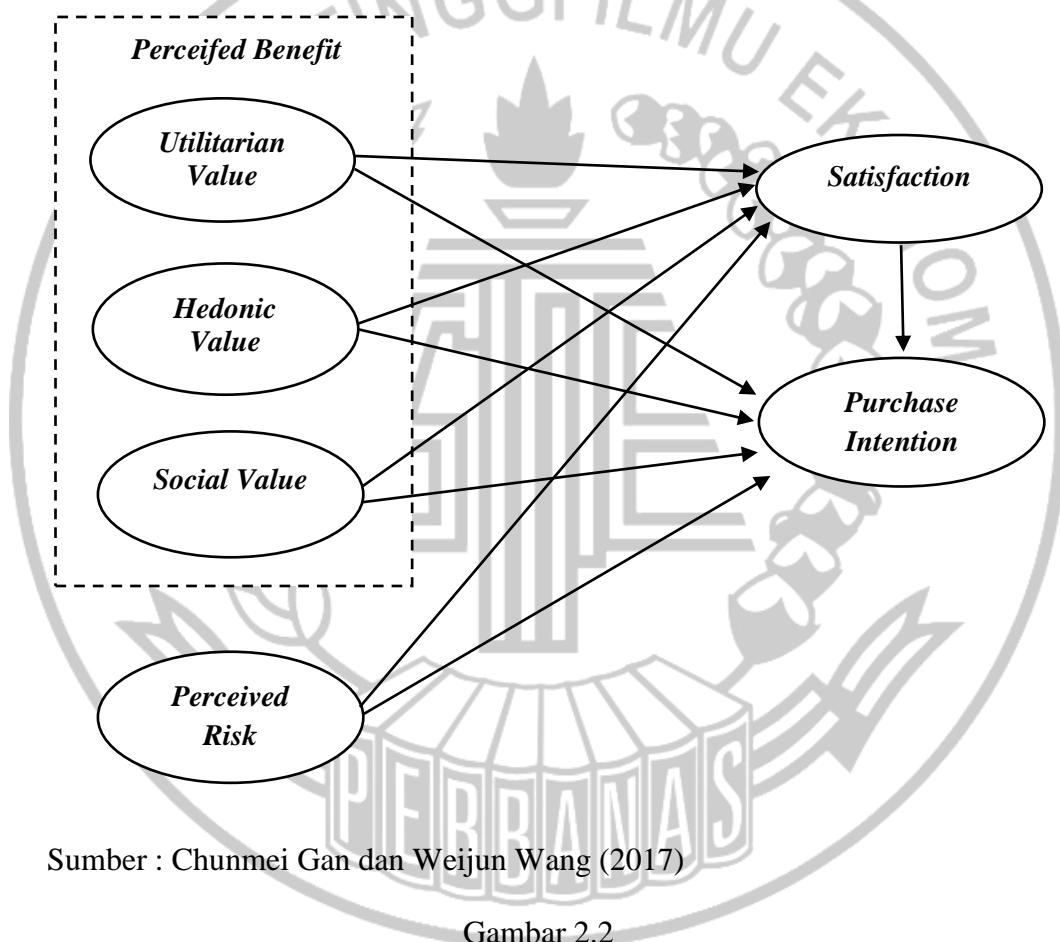 Perceifed Benefit
Utilitarian
Value
Hedonic
Value
Social Value
Perceived
Risk
Satisfaction
Purchase
Intention
PERBANAS
Sumber : Chunmei Gan dan Weijun Wang (2017)
Gambar 2.2